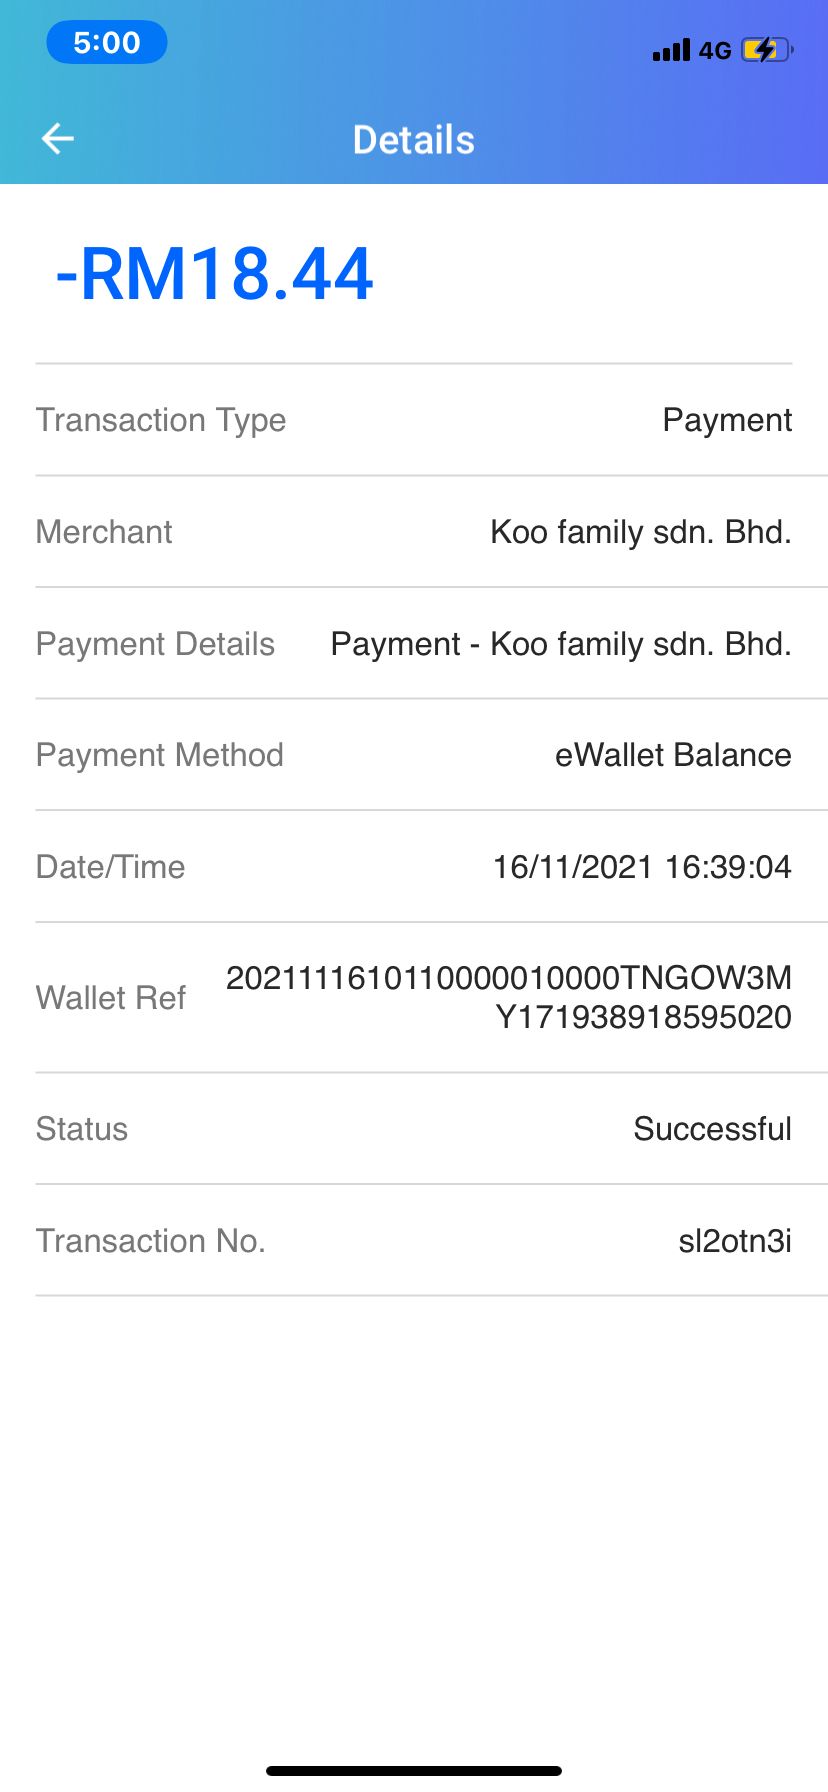 5:00
4G
Details
-RM18.44
Transaction Type Payment
Merchant Koo family sdn. Bhd.
Payment Details Payment - Koo family sdn. Bhd.
Payment Method eWallet Balance
Date/Time 16/11/2021 16:39:04
Wallet Ref 2021111610110000010000TNGOW3M
Y171938918595020
Status Successful
Transaction No. sl2otn3i